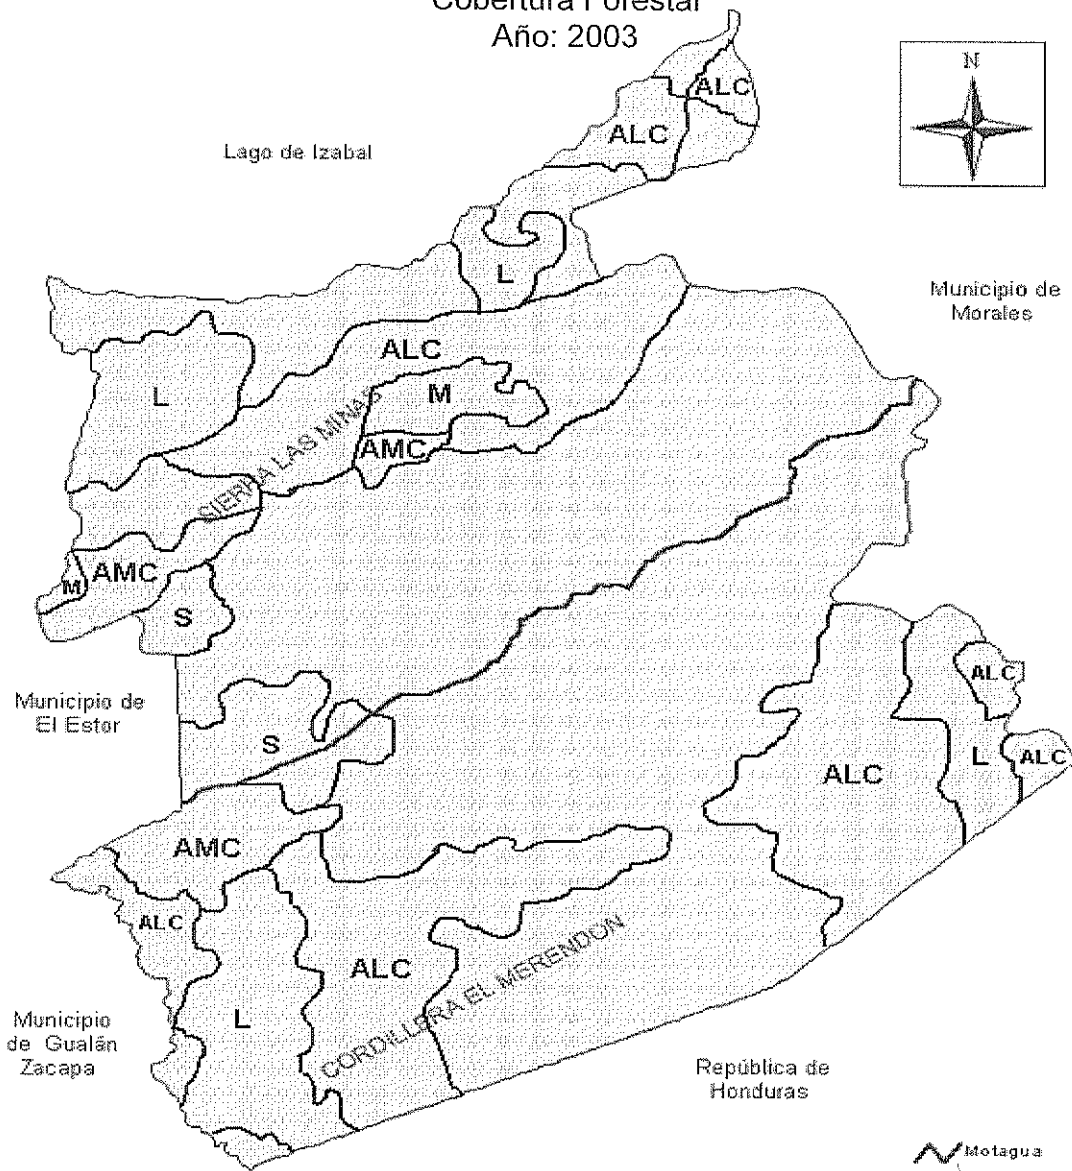 Cobertura Forestal
Año: 2003
N
ALC
ALC
Lago de Izabal
L
Municipio de
Morales
ALC
L
M
AMC
SIERRA LAS MINAS
AMC
M
S
Municipio de
El Estor
S
ALC
ALC
L
ALC
AMC
ALC
ALC
L
CORDILLERA EL MERENDON
Municipio
de Gualán
Zacapa
República de
Honduras
Motagua